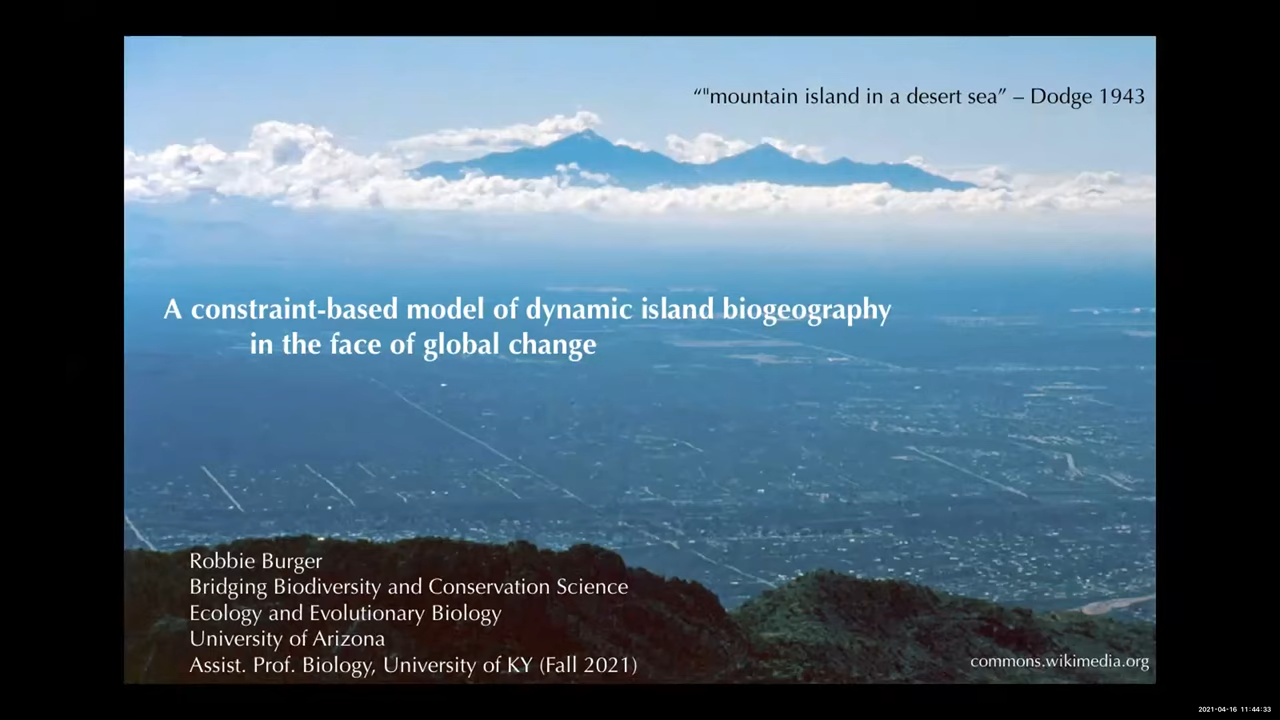 “"mountain island in a desert sea” – Dodge 1943
A constraint-based model of dynamic island biogeography
in the face of global change
Robbie Burger
Bridging Biodiversity and Conservation Science
Ecology and Evolutionary Biology
University of Arizona
Assist. Prof. Biology, University of KY (Fall 2021)
commons.wikimedia.org
2021-04-16 11:44:33